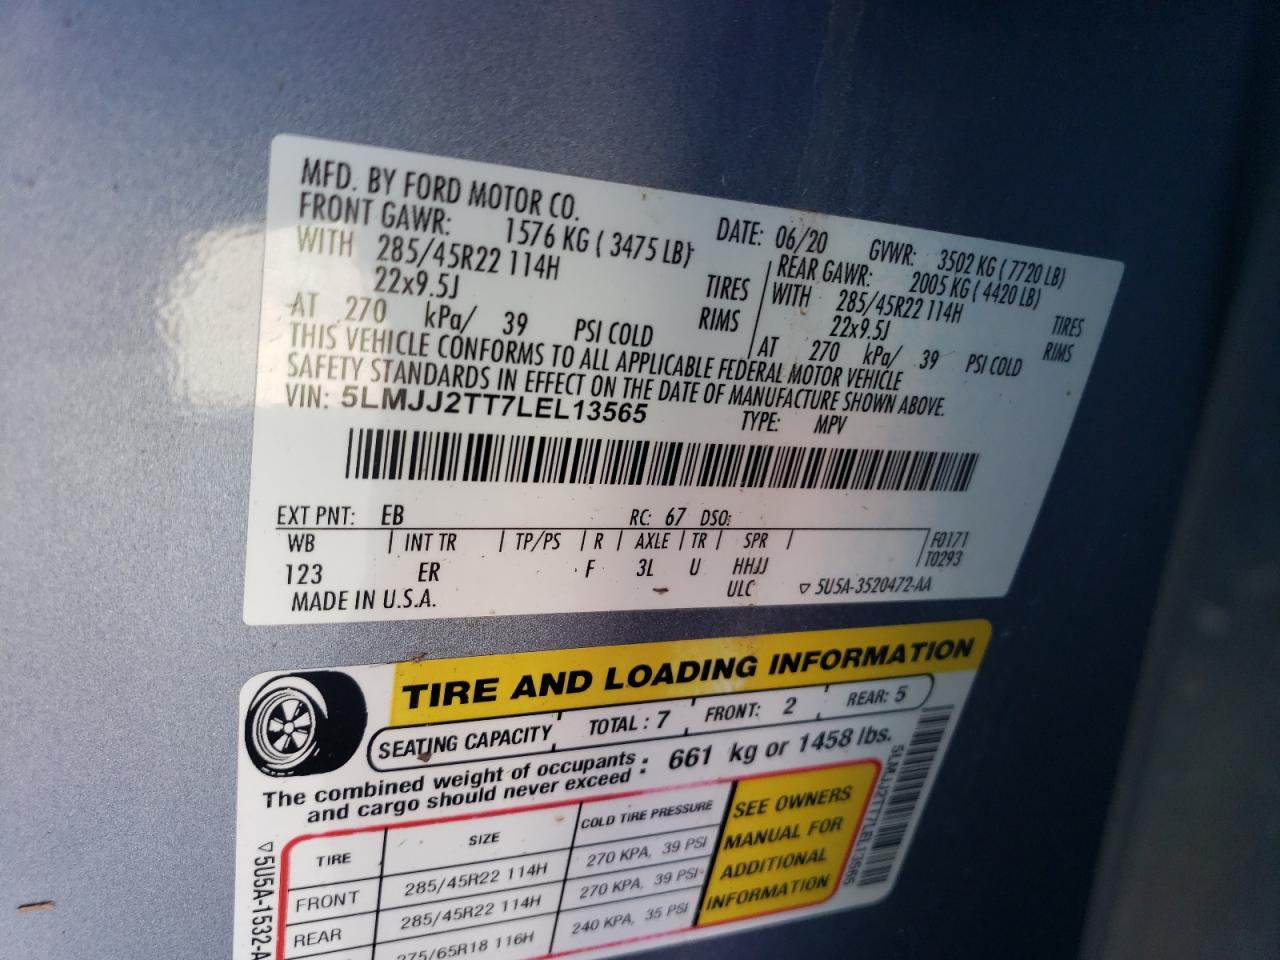 MFD. BY FORD MOTOR CO.
DATE: 06/20 GVWR: 3502 KG (7720 LB)
FRONT GAWR: 1576 KG (3475 LB)
REAR GAWR: 2005 KG (4420 LB)
WITH 285/45R22 114H TIRES
WITH 285/45R22 114H TIRES
22x9.5J RIMS
22x9.5J RIMS
AT 270 kPa/ 39 PSI COLD
AT 270 kPa/ 39 PSI COLD
THIS VEHICLE CONFORMS TO ALL APPLICABLE FEDERAL MOTOR VEHICLE
SAFETY STANDARDS IN EFFECT ON THE DATE OF MANUFACTURE SHOWN ABOVE.
VIN: 5LMJJ2TT7LEL13565 TYPE: MPV
EXT PNT: EB RC: 67 DSO:
WB INT TR TP/PS R AXLE TR SPR F0171
T0293
123 ER F 3L U HHJJ
MADE IN U.S.A. ULC ▽ 5U5A-3520472-AA
TIRE AND LOADING INFORMATION
SEATING CAPACITY TOTAL : 7 FRONT: 2 REAR: 5
The combined weight of occupants and cargo should never exceed : 661 kg or 1458 lbs.
TIRE SIZE COLD TIRE PRESSURE
FRONT 285/45R22 114H 270 KPA, 39 PSI
REAR 285/45R22 114H 270 KPA, 39 PSI
275/65R18 116H 240 KPA, 35 PSI
SEE OWNERS
MANUAL FOR
ADDITIONAL
INFORMATION
5LMJJ2TT7LEL13565
▽5U5A-1532-A